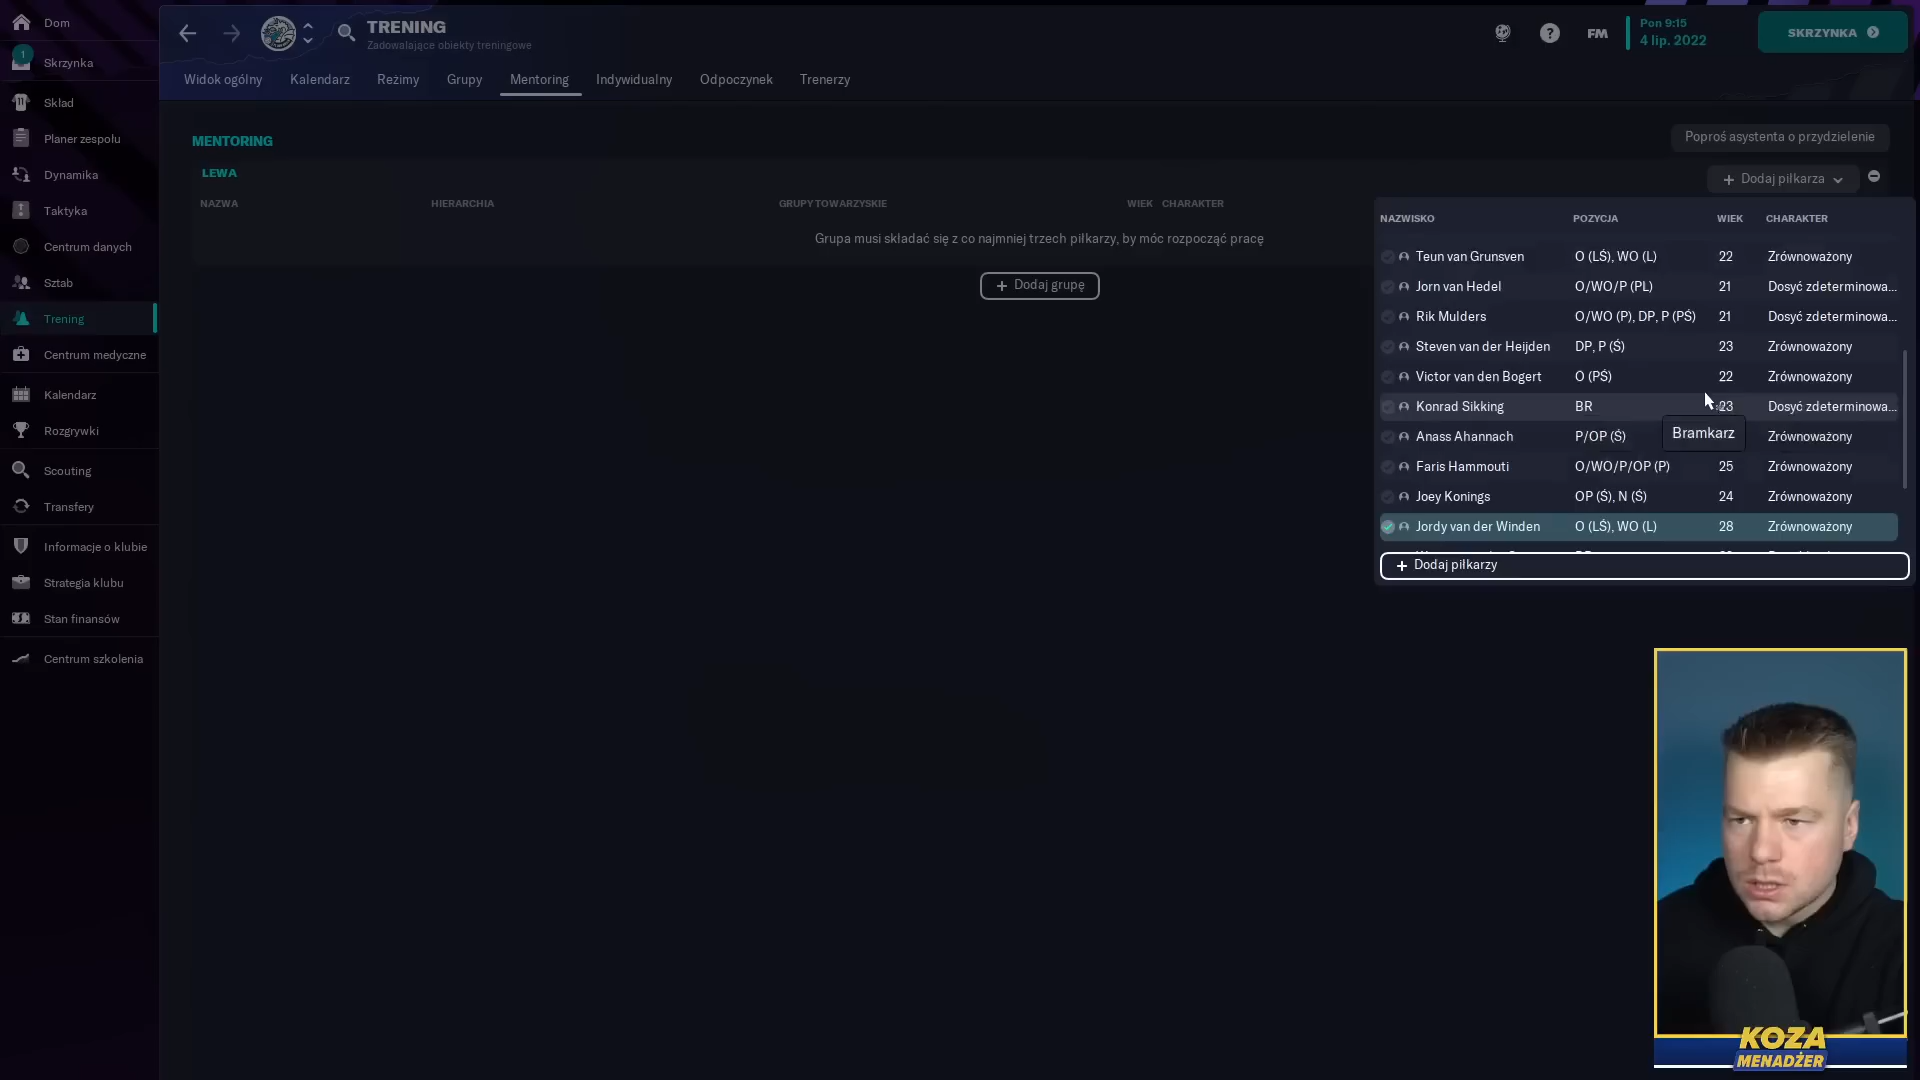 Dom
1
Skrzynka
Skład
Planer zespołu
Dynamika
Taktyka
Centrum danych
Sztab
Trening
Centrum medyczne
Kalendarz
Rozgrywki
Scouting
Transfery
Informacje o klubie
Strategia klubu
Stan finansów
Centrum szkolenia
TRENING
Zadowalające obiekty treningowe
FM
Pon 9:15
4 lip. 2022
SKRZYNKA
Widok ogólny Kalendarz Reżimy Grupy Mentoring Indywidualny Odpoczynek Trenerzy
MENTORING
Poproś asystenta o przydzielenie
LEWA
Dodaj piłkarza
NAZWA HIERARCHIA GRUPY TOWARZYSKIE WIEK CHARAKTER
Grupa musi składać się z co najmniej trzech piłkarzy, by móc rozpocząć pracę
Dodaj grupę
NAZWISKO POZYCJA WIEK CHARAKTER
Teun van Grunsven O (LŚ), WO (L) 22 Zrównoważony
Jorn van Hedel O/WO/P (PL) 21 Dosyć zdeterminowa...
Rik Mulders O/WO (P), DP, P (PŚ) 21 Dosyć zdeterminowa...
Steven van der Heijden DP, P (Ś) 23 Zrównoważony
Victor van den Bogert O (PŚ) 22 Zrównoważony
Konrad Sikking BR 23 Dosyć zdeterminowa...
Anass Ahannach P/OP (Ś) Zrównoważony
Bramkarz
Faris Hammouti O/WO/P/OP (P) 25 Zrównoważony
Joey Konings OP (Ś), N (Ś) 24 Zrównoważony
Jordy van der Winden O (LŚ), WO (L) 28 Zrównoważony
Dodaj piłkarzy
KOZA
MENADŻER